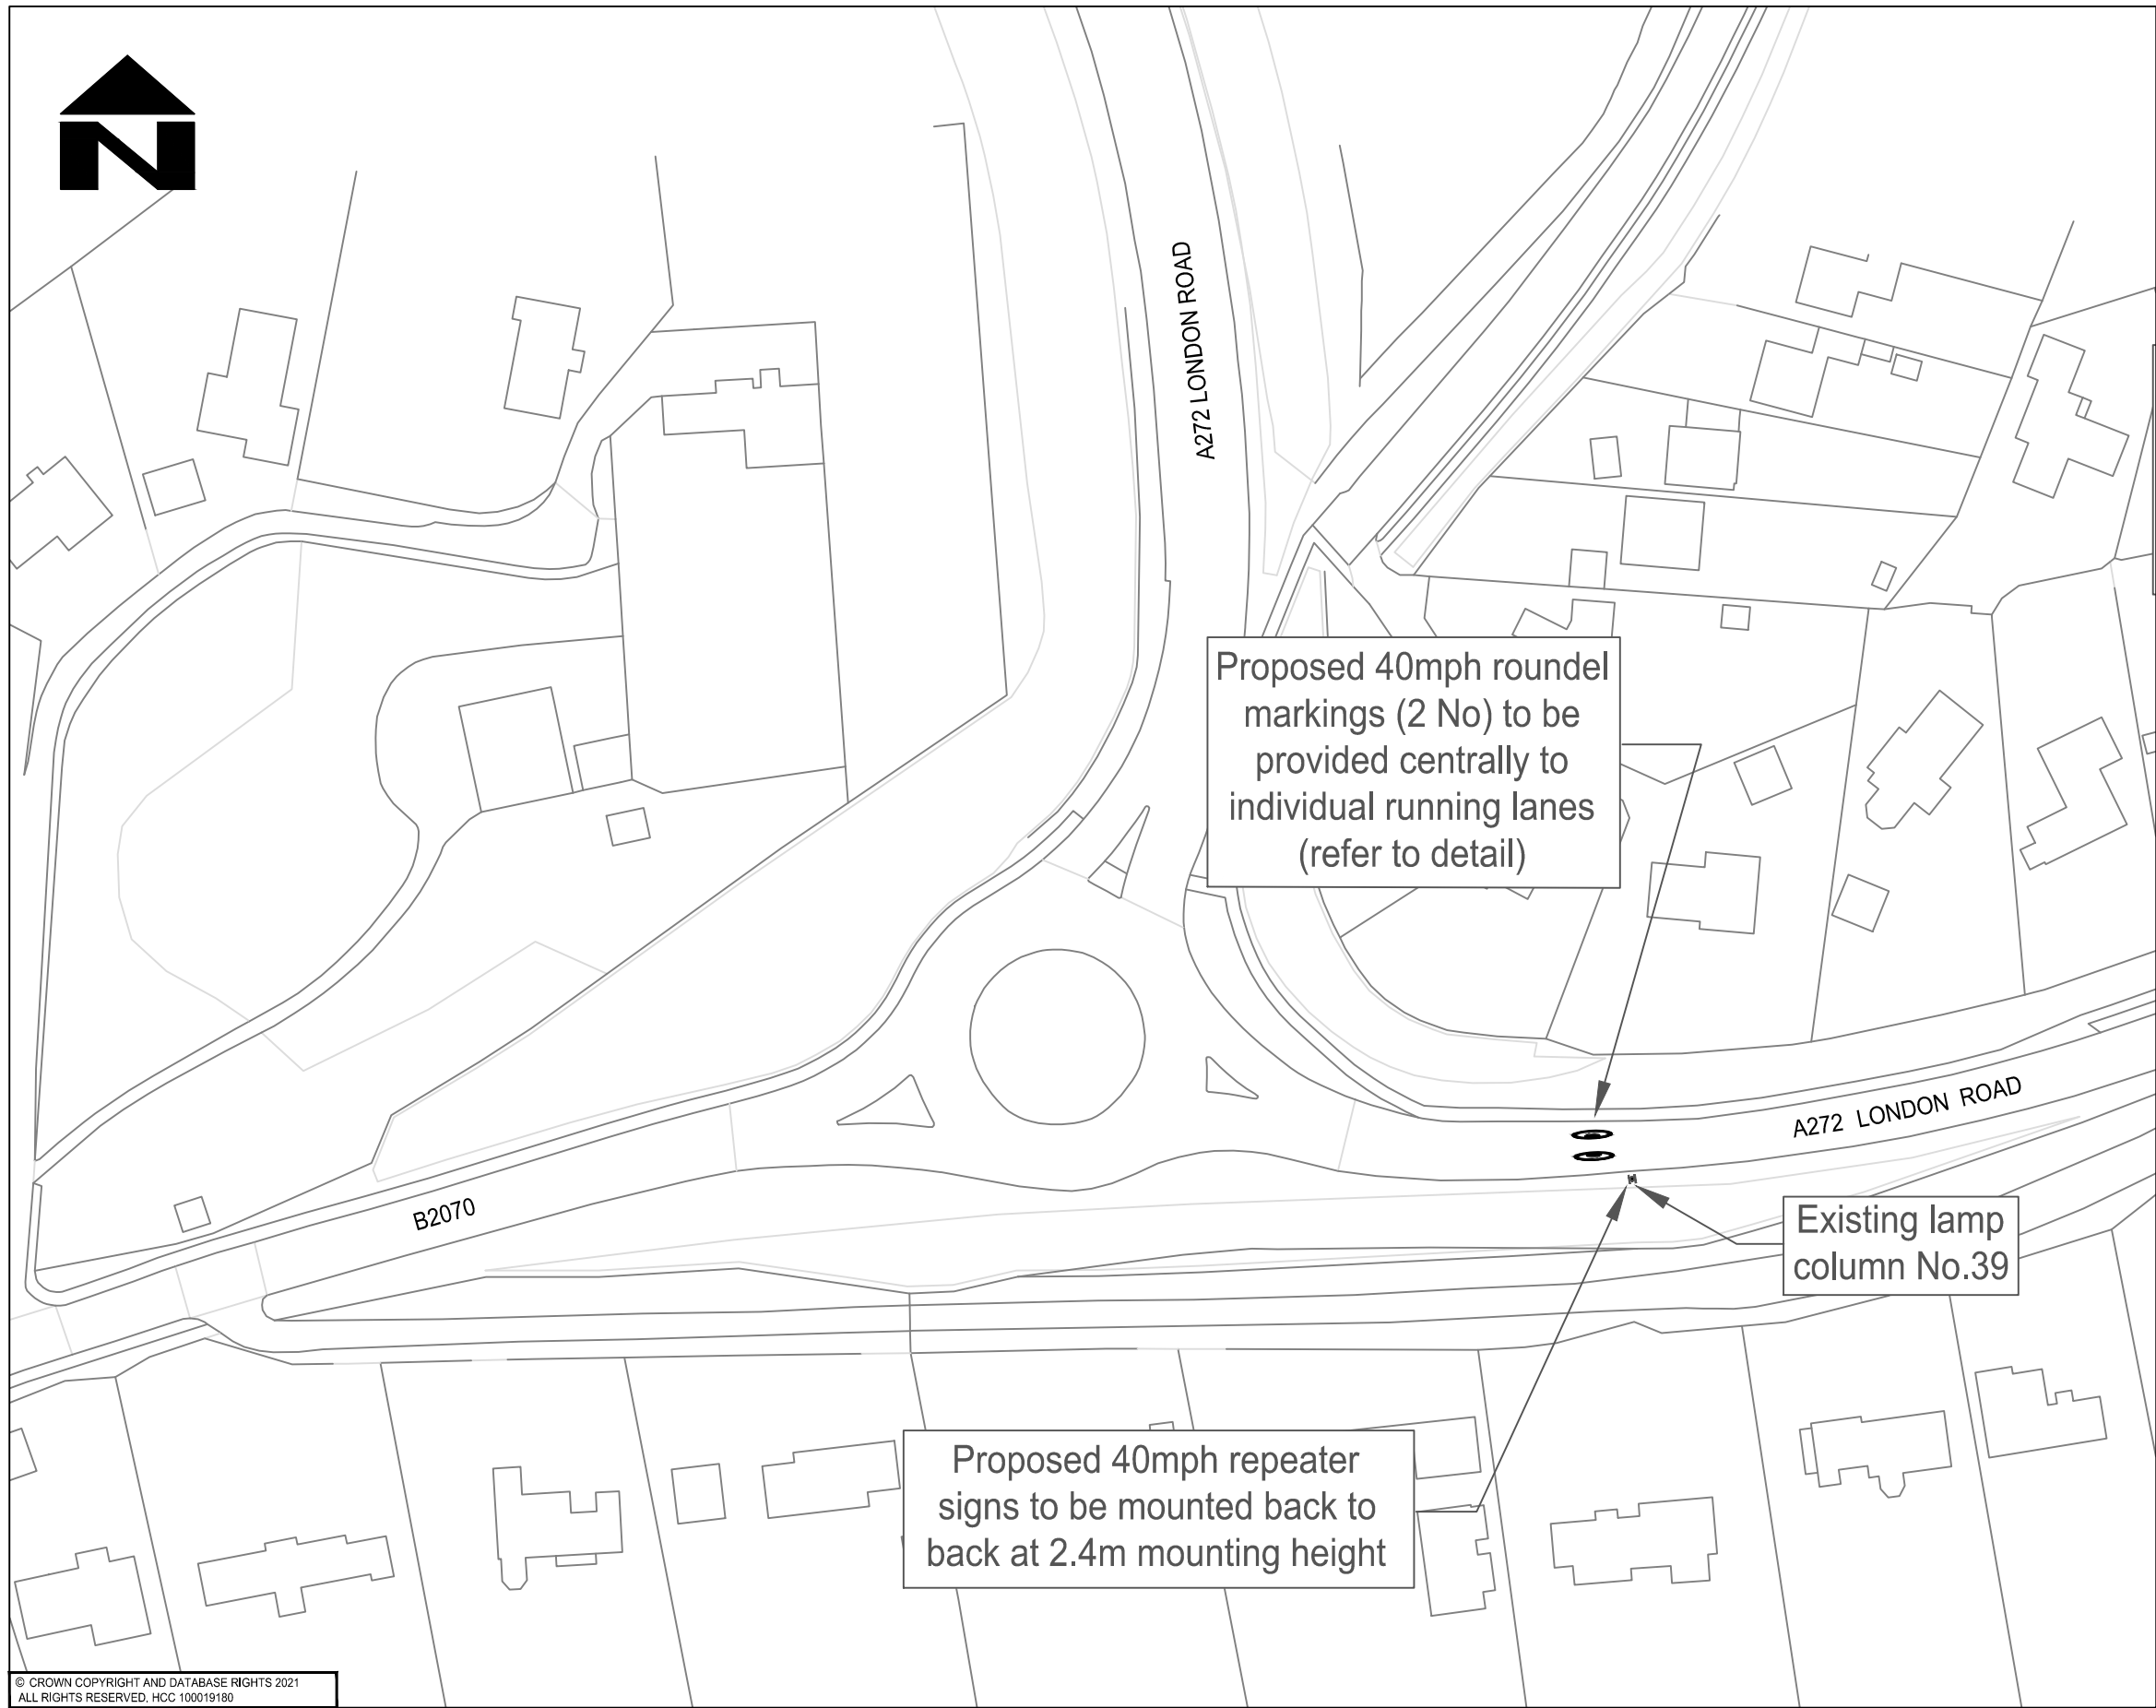 N
A272 LONDON ROAD
Proposed 40mph roundel
markings (2 No) to be
provided centrally to
individual running lanes
(refer to detail)
A272 LONDON ROAD
B2070
Existing lamp
column No.39
Proposed 40mph repeater
signs to be mounted back to
back at 2.4m mounting height
© CROWN COPYRIGHT AND DATABASE RIGHTS 2021
ALL RIGHTS RESERVED, HCC 100019180